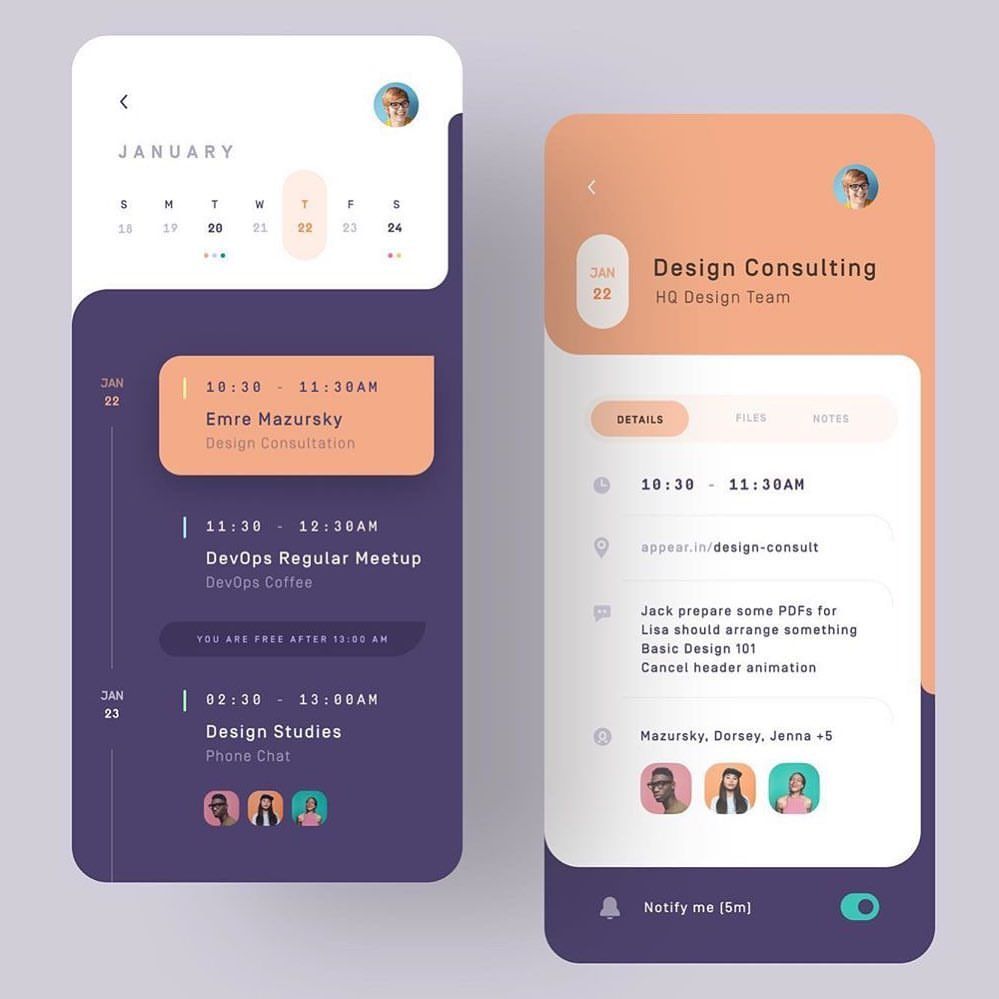 JANUARY
S M T W T F S
18 19 20 21 22 23 24
JAN
22
10:30 - 11:30AM
Emre Mazursky
Design Consultation
11:30 - 12:30AM
DevOps Regular Meetup
DevOps Coffee
YOU ARE FREE AFTER 13:00 AM
JAN
23
02:30 - 13:00AM
Design Studies
Phone Chat
JAN
22
Design Consulting
HQ Design Team
DETAILS FILES NOTES
10:30 - 11:30AM
appear.in/design-consult
Jack prepare some PDFs for
Lisa should arrange something
Basic Design 101
Cancel header animation
Mazursky, Dorsey, Jenna +5
Notify me (5m)